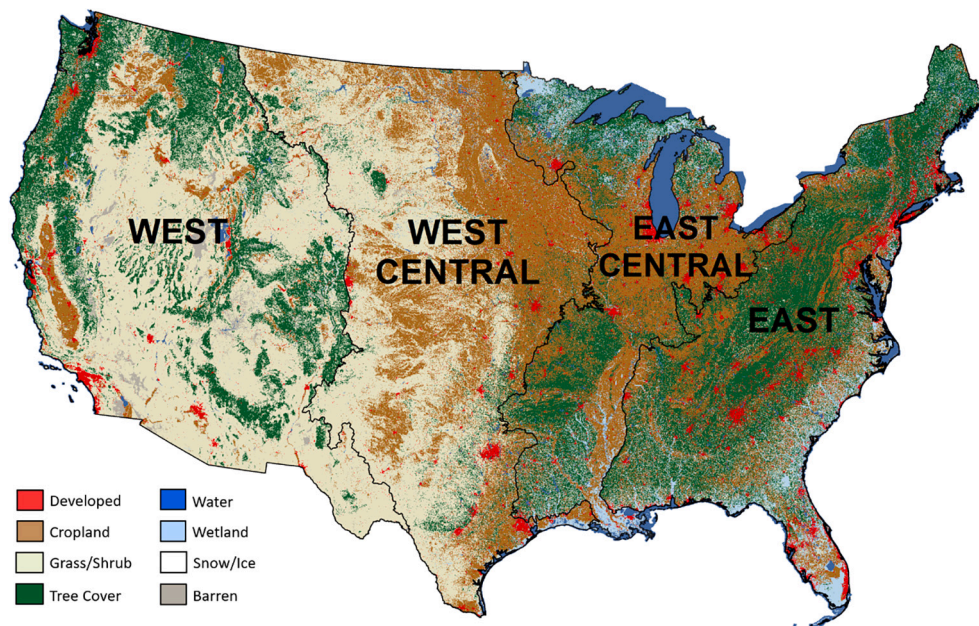 WEST
WEST
CENTRAL
EAST
CENTRAL
EAST
Developed
Cropland
Grass/Shrub
Tree Cover
Water
Wetland
Snow/Ice
Barren